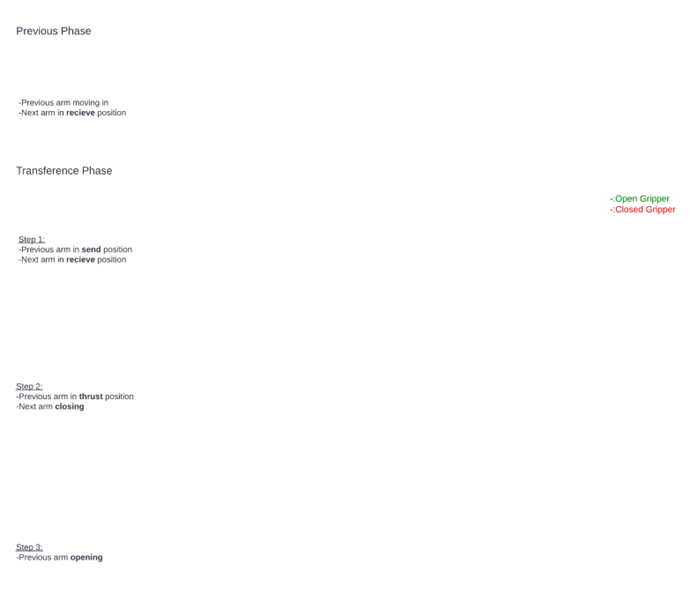 Previous Phase
-Previous arm moving in
-Next arm in recieve position
Transference Phase
-:Open Gripper
-:Closed Gripper
Step 1:
-Previous arm in send position
-Next arm in recieve position
Step 2:
-Previous arm in thrust position
-Next arm closing
Step 3:
-Previous arm opening